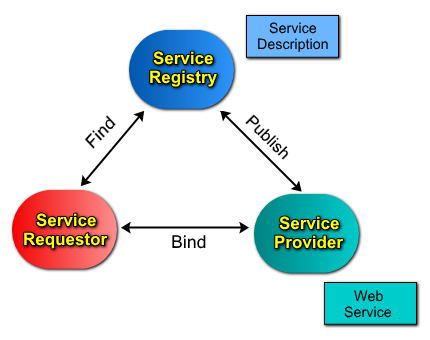 Service
Description
Service
Registry
Find
Publish
Service
Requestor
Bind
Service
Provider
Web
Service